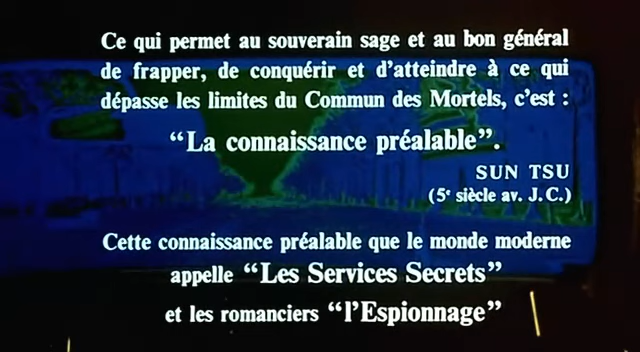 Ce qui permet au souverain sage et au bon général
de frapper, de conquérir et d'atteindre à ce qui
dépasse les limites du Commun des Mortels, c'est :
“La connaissance préalable”.
SUN TSU
(5e siècle av. J.C.)
Cette connaissance préalable que le monde moderne
appelle “Les Services Secrets”
et les romanciers “l'Espionnage”